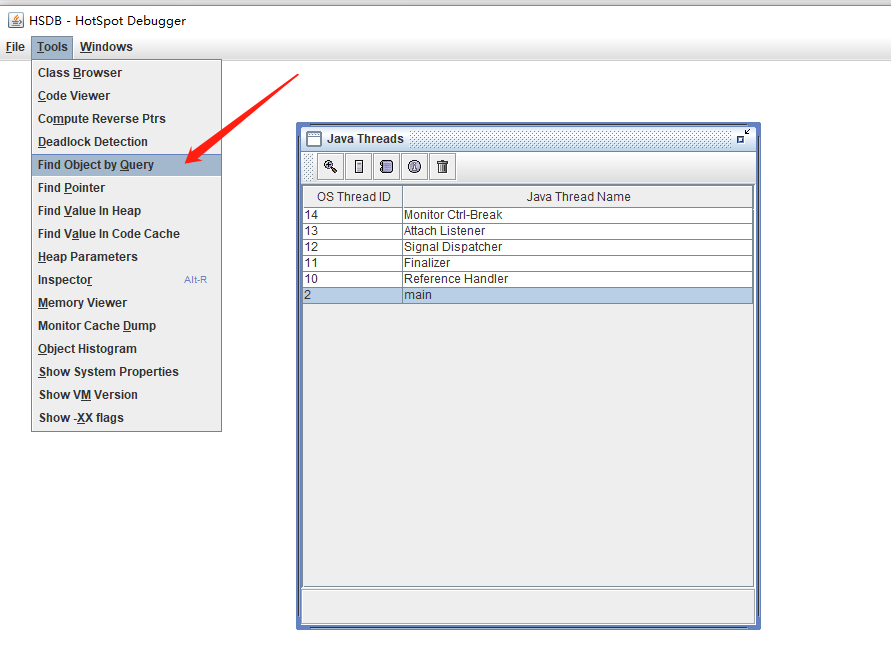 HSDB - HotSpot Debugger
File Tools Windows
Class Browser
Code Viewer
Compute Reverse Ptrs
Deadlock Detection
Find Object by Query
Find Pointer
Find Value In Heap
Find Value In Code Cache
Heap Parameters
Inspector Alt-R
Memory Viewer
Monitor Cache Dump
Object Histogram
Show System Properties
Show VM Version
Show -XX flags
Java Threads
OS Thread ID Java Thread Name
14 Monitor Ctrl-Break
13 Attach Listener
12 Signal Dispatcher
11 Finalizer
10 Reference Handler
2 main